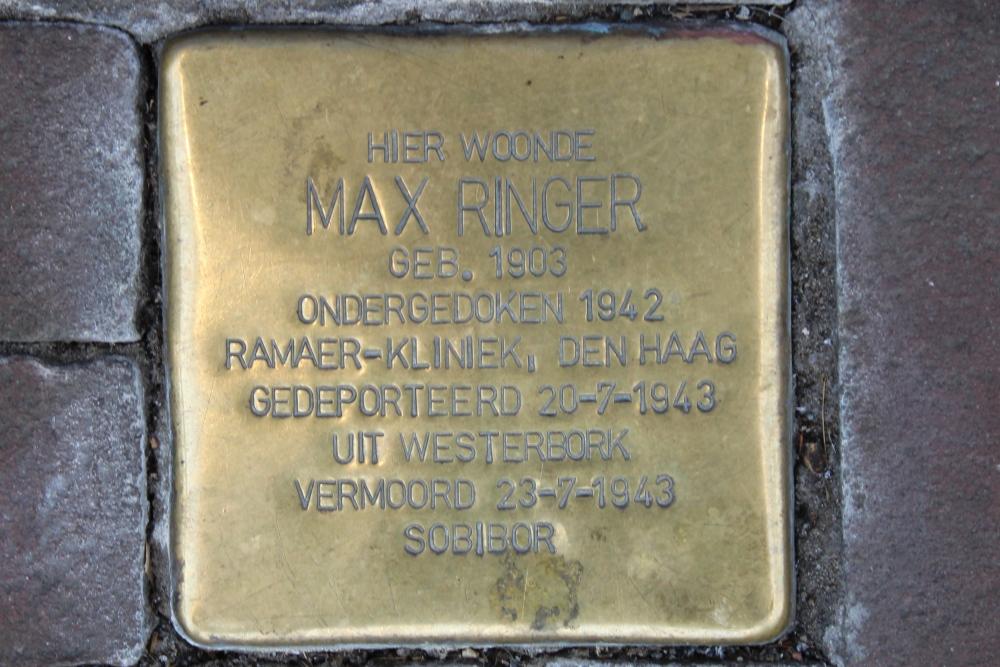 HIER WOONDE
MAX RINGER
GEB. 1903
ONDERGEDOKEN 1942
RAMAER-KLINIEK, DEN HAAG
GEDEPORTEERD 20-7-1943
UIT WESTERBORK
VERMOORD 23-7-1943
SOBIBOR